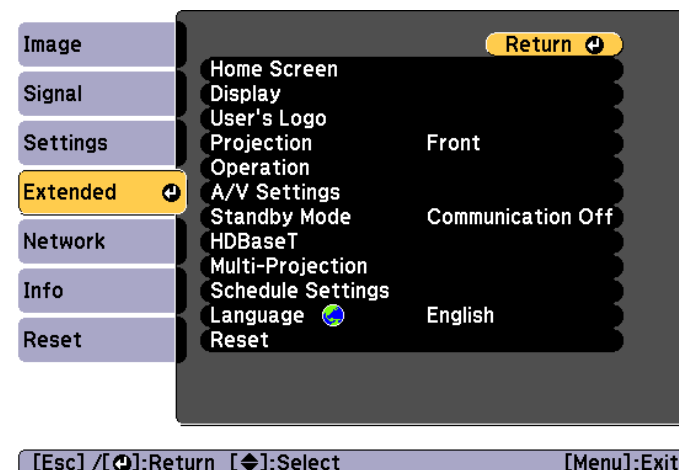 Image
Signal
Settings
Extended
Network
Info
Reset
Return
Home Screen
Display
User's Logo
Projection Front
Operation
A/V Settings
Standby Mode Communication Off
HDBaseT
Multi-Projection
Schedule Settings
Language English
Reset
[Esc] /[⏎]:Return [◆]:Select [Menu]:Exit